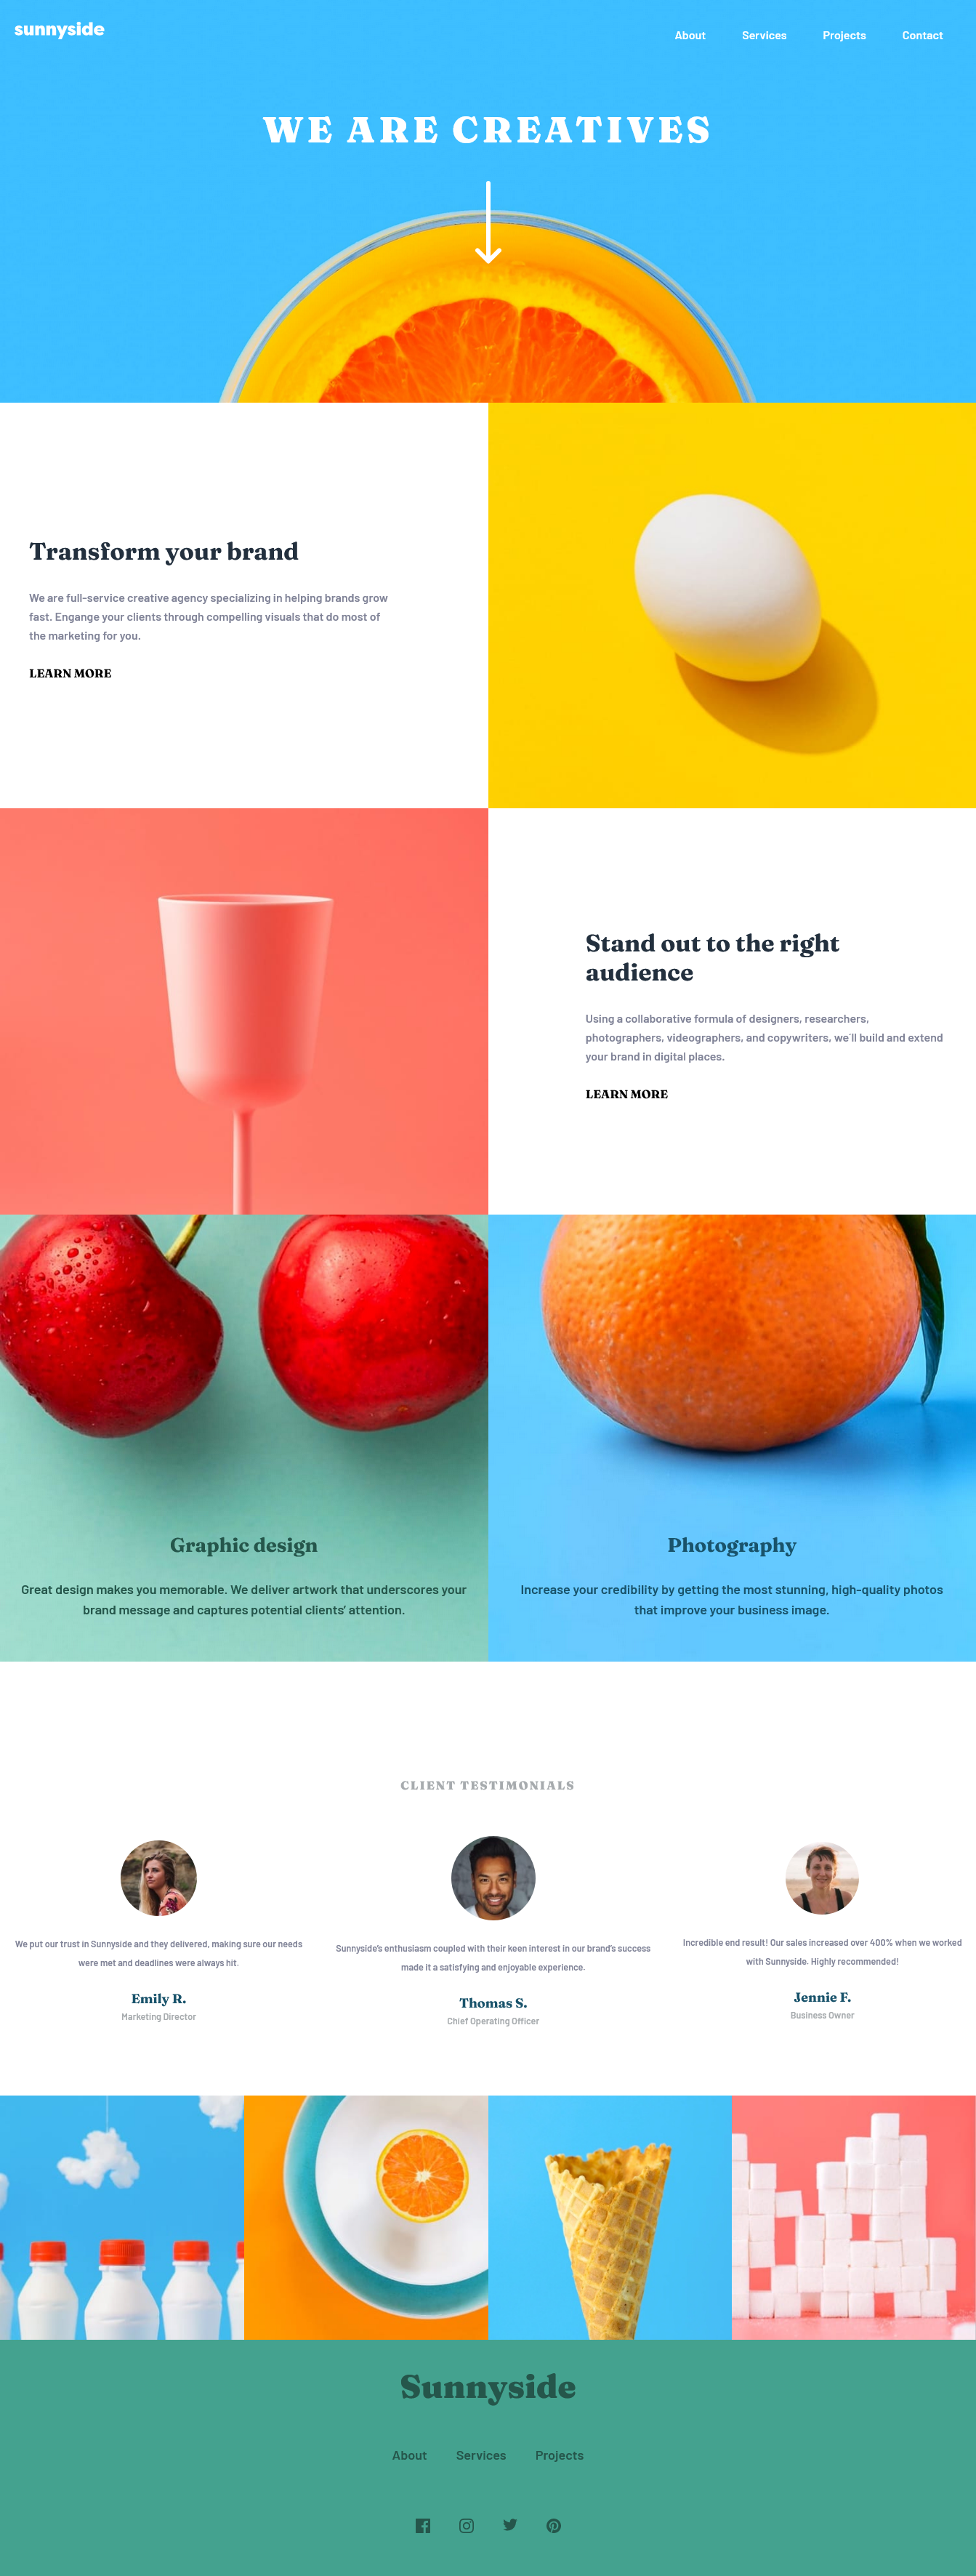 sunnyside
About Services Projects Contact
WE ARE CREATIVES
Transform your brand
We are full-service creative agency specializing in helping brands grow
fast. Engange your clients through compelling visuals that do most of
the marketing for you.
LEARN MORE
Stand out to the right
audience
Using a collaborative formula of designers, researchers,
photographers, videographers, and copywriters, we'll build and extend
your brand in digital places.
LEARN MORE
Graphic design
Great design makes you memorable. We deliver artwork that underscores your
brand message and captures potential clients’ attention.
Photography
Increase your credibility by getting the most stunning, high-quality photos
that improve your business image.
CLIENT TESTIMONIALS
We put our trust in Sunnyside and they delivered, making sure our needs
were met and deadlines were always hit.
Emily R.
Marketing Director
Sunnyside’s enthusiasm coupled with their keen interest in our brand’s success
made it a satisfying and enjoyable experience.
Thomas S.
Chief Operating Officer
Incredible end result! Our sales increased over 400% when we worked
with Sunnyside. Highly recommended!
Jennie F.
Business Owner
Sunnyside
About Services Projects